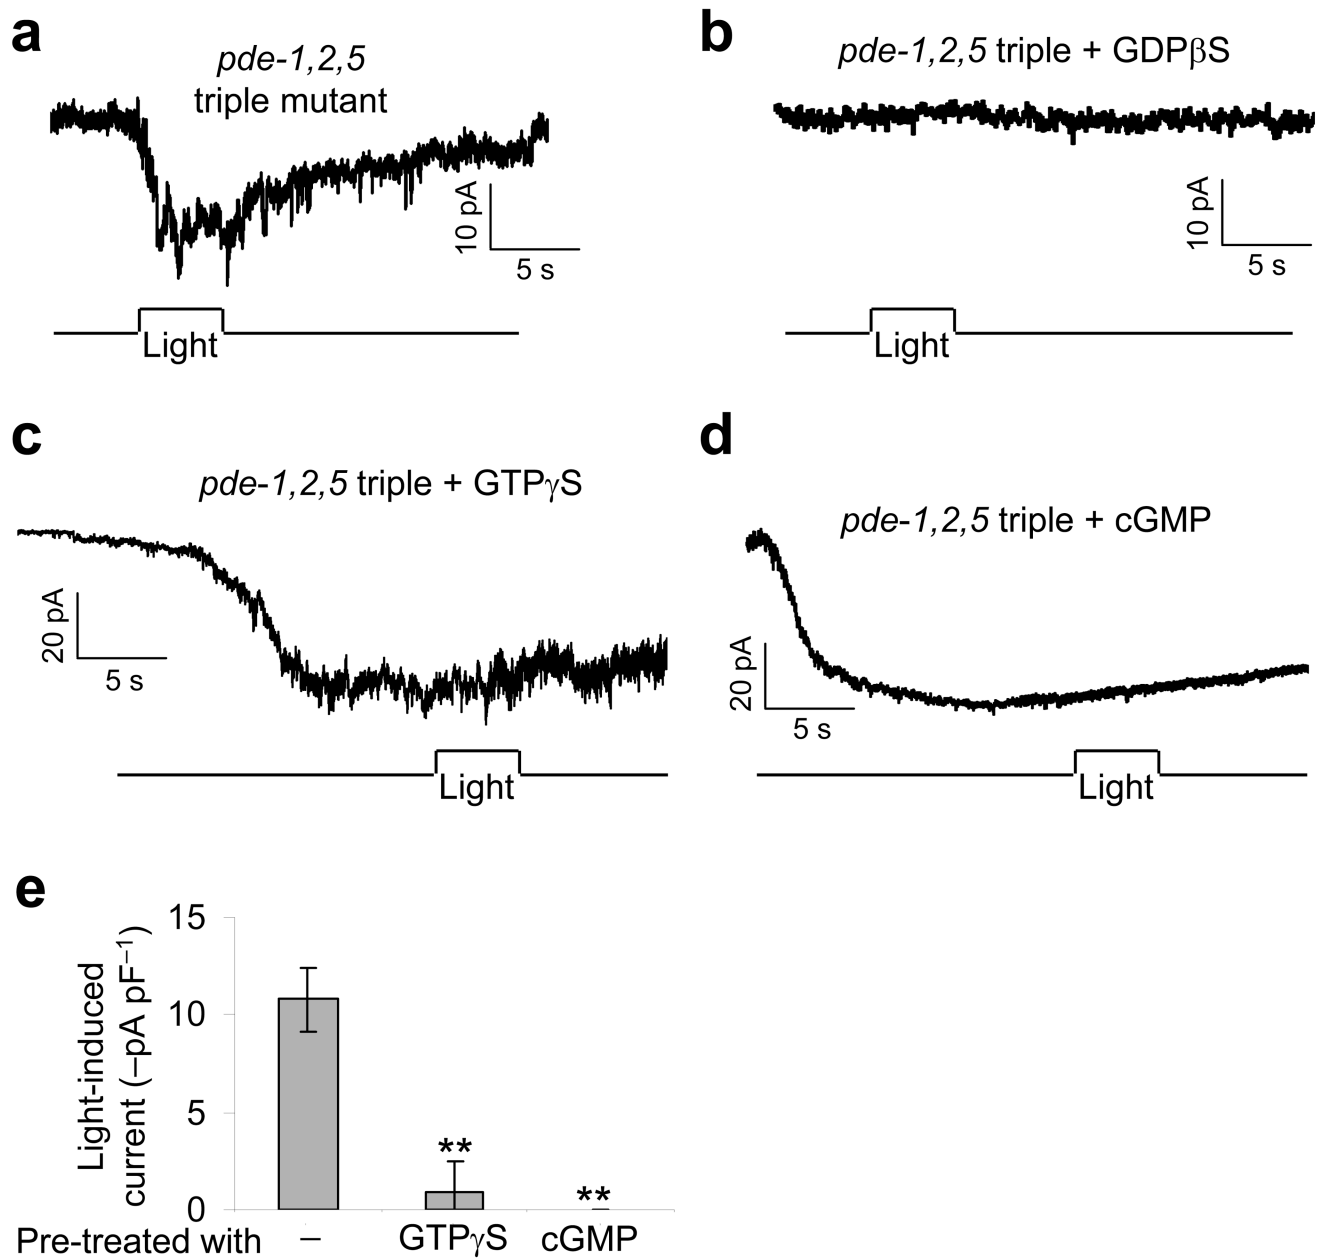 a
pde-1,2,5
triple mutant
10 pA
5 s
Light
b
pde-1,2,5 triple + GDPβS
10 pA
5 s
Light
c
pde-1,2,5 triple + GTPγS
20 pA
5 s
Light
d
pde-1,2,5 triple + cGMP
20 pA
5 s
Light
e
Light-induced
current (–pA pF⁻¹)
15
10
5
0
**
**
Pre-treated with – GTPγS cGMP